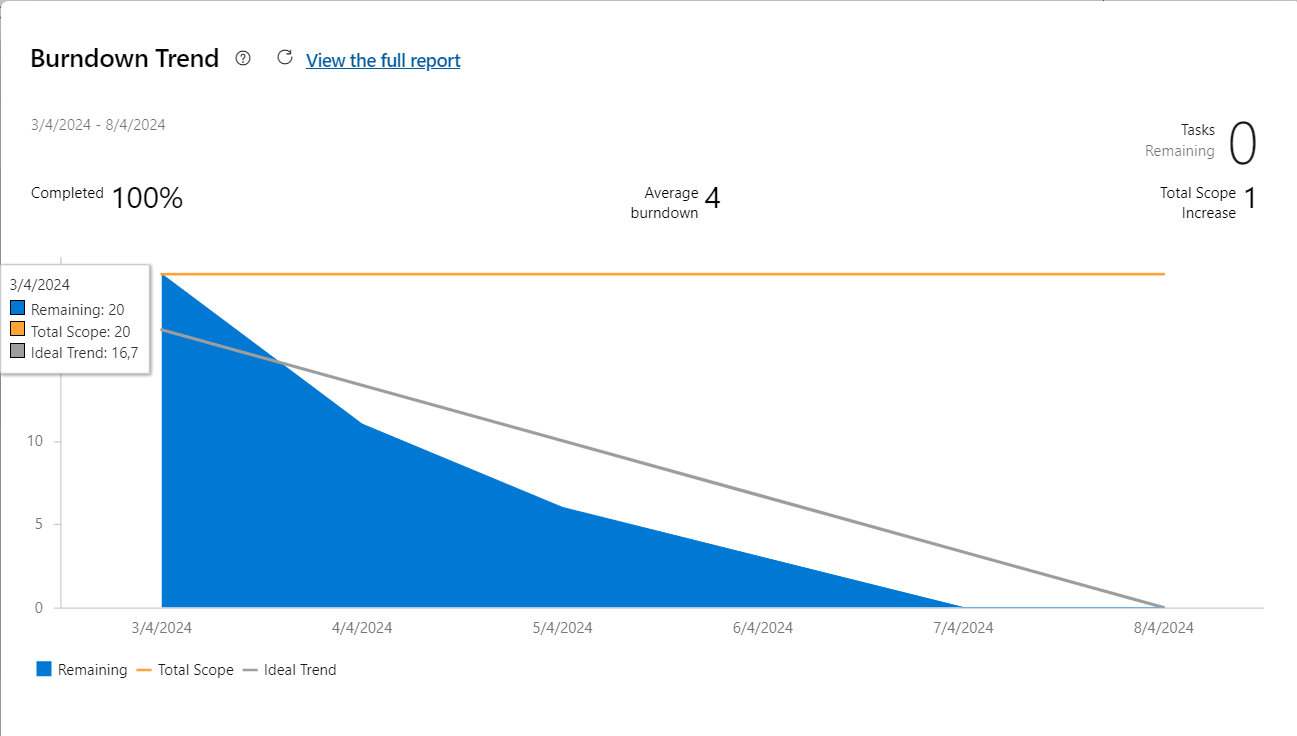 Burndown Trend ? View the full report
3/4/2024 - 8/4/2024
Tasks
Remaining 0
Completed 100%
Average
burndown 4
Total Scope
Increase 1
3/4/2024
Remaining: 20
Total Scope: 20
Ideal Trend: 16,7
10
5
0
3/4/2024 4/4/2024 5/4/2024 6/4/2024 7/4/2024 8/4/2024
Remaining Total Scope Ideal Trend